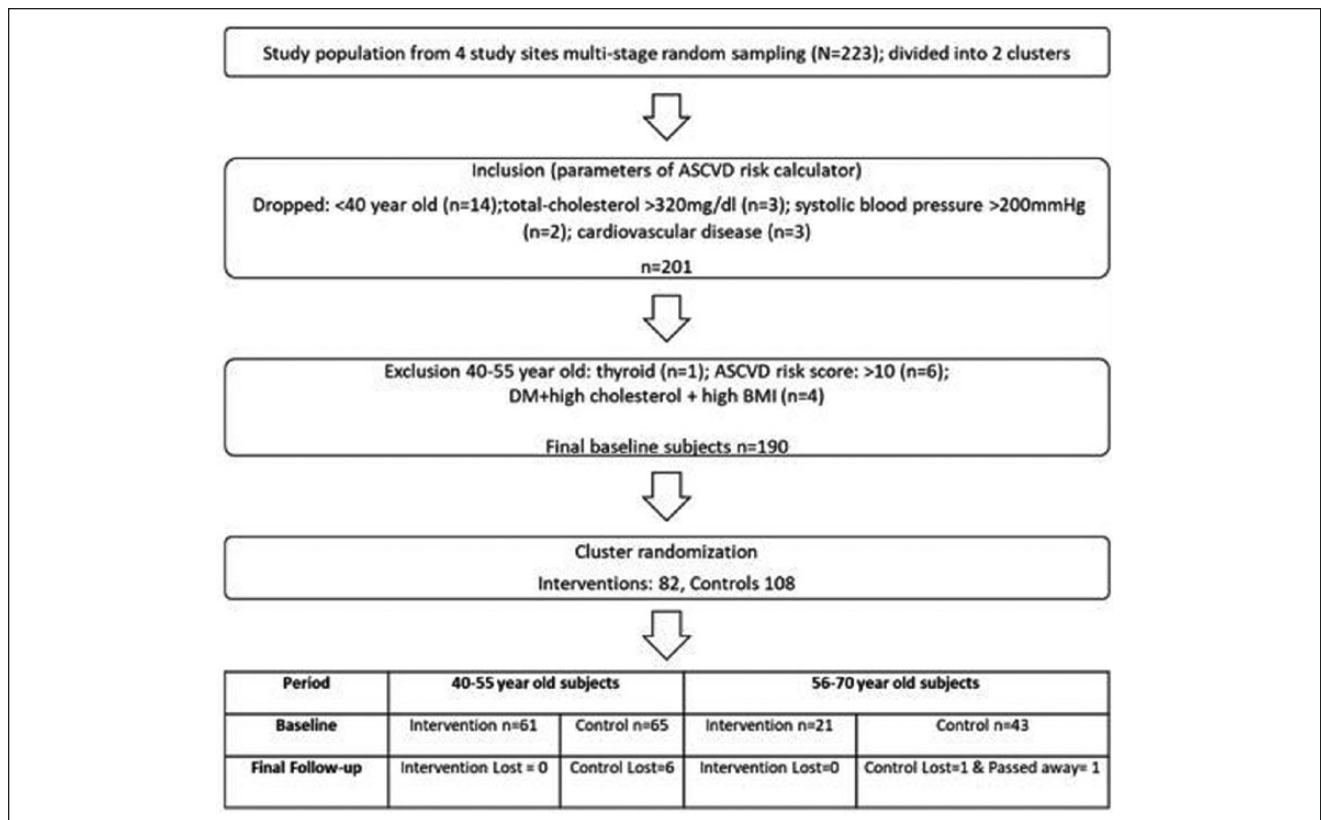 Study population from 4 study sites multi-stage random sampling (N=223); divided into 2 clusters
Inclusion (parameters of ASCVD risk calculator)
Dropped: <40 year old (n=14);total-cholesterol >320mg/dl (n=3); systolic blood pressure >200mmHg
(n=2); cardiovascular disease (n=3)
n=201
Exclusion 40-55 year old: thyroid (n=1); ASCVD risk score: >10 (n=6);
DM+high cholesterol + high BMI (n=4)
Final baseline subjects n=190
Cluster randomization
Interventions: 82, Controls 108
Period 40-55 year old subjects 56-70 year old subjects
Baseline Intervention n=61 Control n=65 Intervention n=21 Control n=43
Final Follow-up Intervention Lost = 0 Control Lost=6 Intervention Lost=0 Control Lost=1 & Passed away= 1